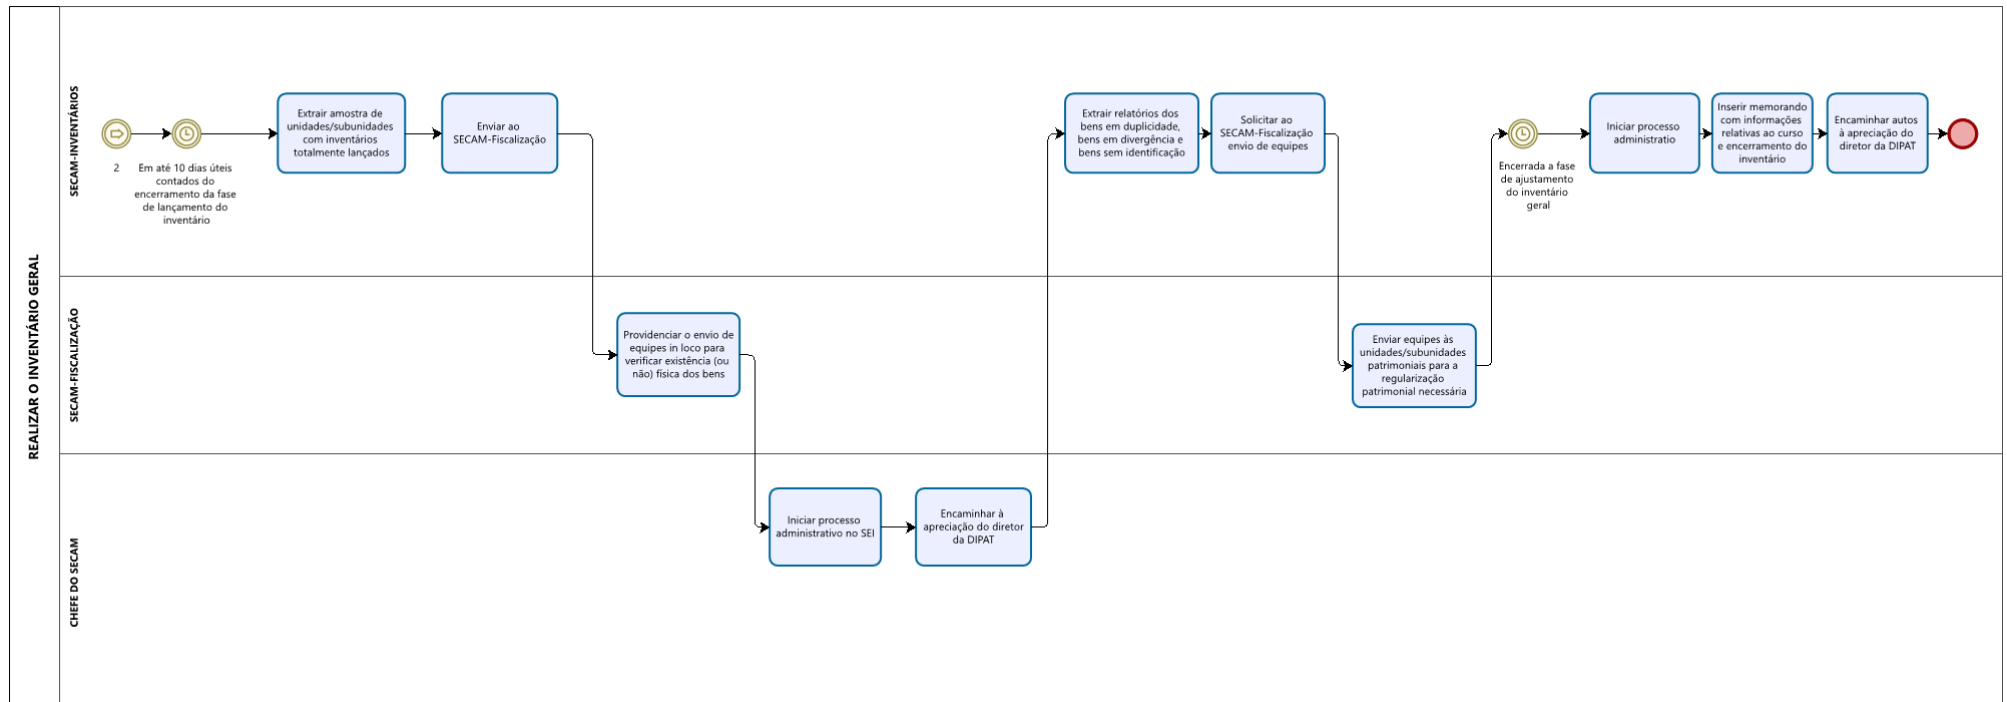 REALIZAR O INVENTÁRIO GERAL
SECAM-INVENTÁRIOS
2
Em até 10 dias úteis
contados do
encerramento da fase
de lançamento do
inventário
Extrair amostra de
unidades/subunidades
com inventários
totalmente lançados
Enviar ao
SECAM-Fiscalização
Extrair relatórios dos
bens em duplicidade,
bens em divergência e
bens sem identificação
Solicitar ao
SECAM-Fiscalização
envio de equipes
Encerrada a fase
de ajustamento
do inventário
geral
Iniciar processo
administratio
Inserir memorando
com informações
relativas ao curso
e encerramento do
inventário
Encaminhar autos
à apreciação do
diretor da DIPAT
SECAM-FISCALIZAÇÃO
Providenciar o envio de
equipes in loco para
verificar existência (ou
não) física dos bens
Enviar equipes às
unidades/subunidades
patrimoniais para a
regularização
patrimonial necessária
CHEFE DO SECAM
Iniciar processo
administrativo no SEI
Encaminhar à
apreciação do diretor
da DIPAT